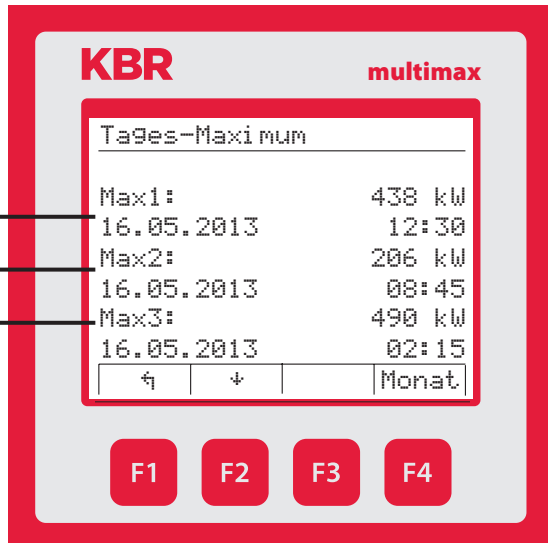 KBR multimax
Tages-Maximum
Max1: 438 kW
16.05.2013 12:30
Max2: 206 kW
16.05.2013 08:45
Max3: 490 kW
16.05.2013 02:15
Monat
F1 F2 F3 F4